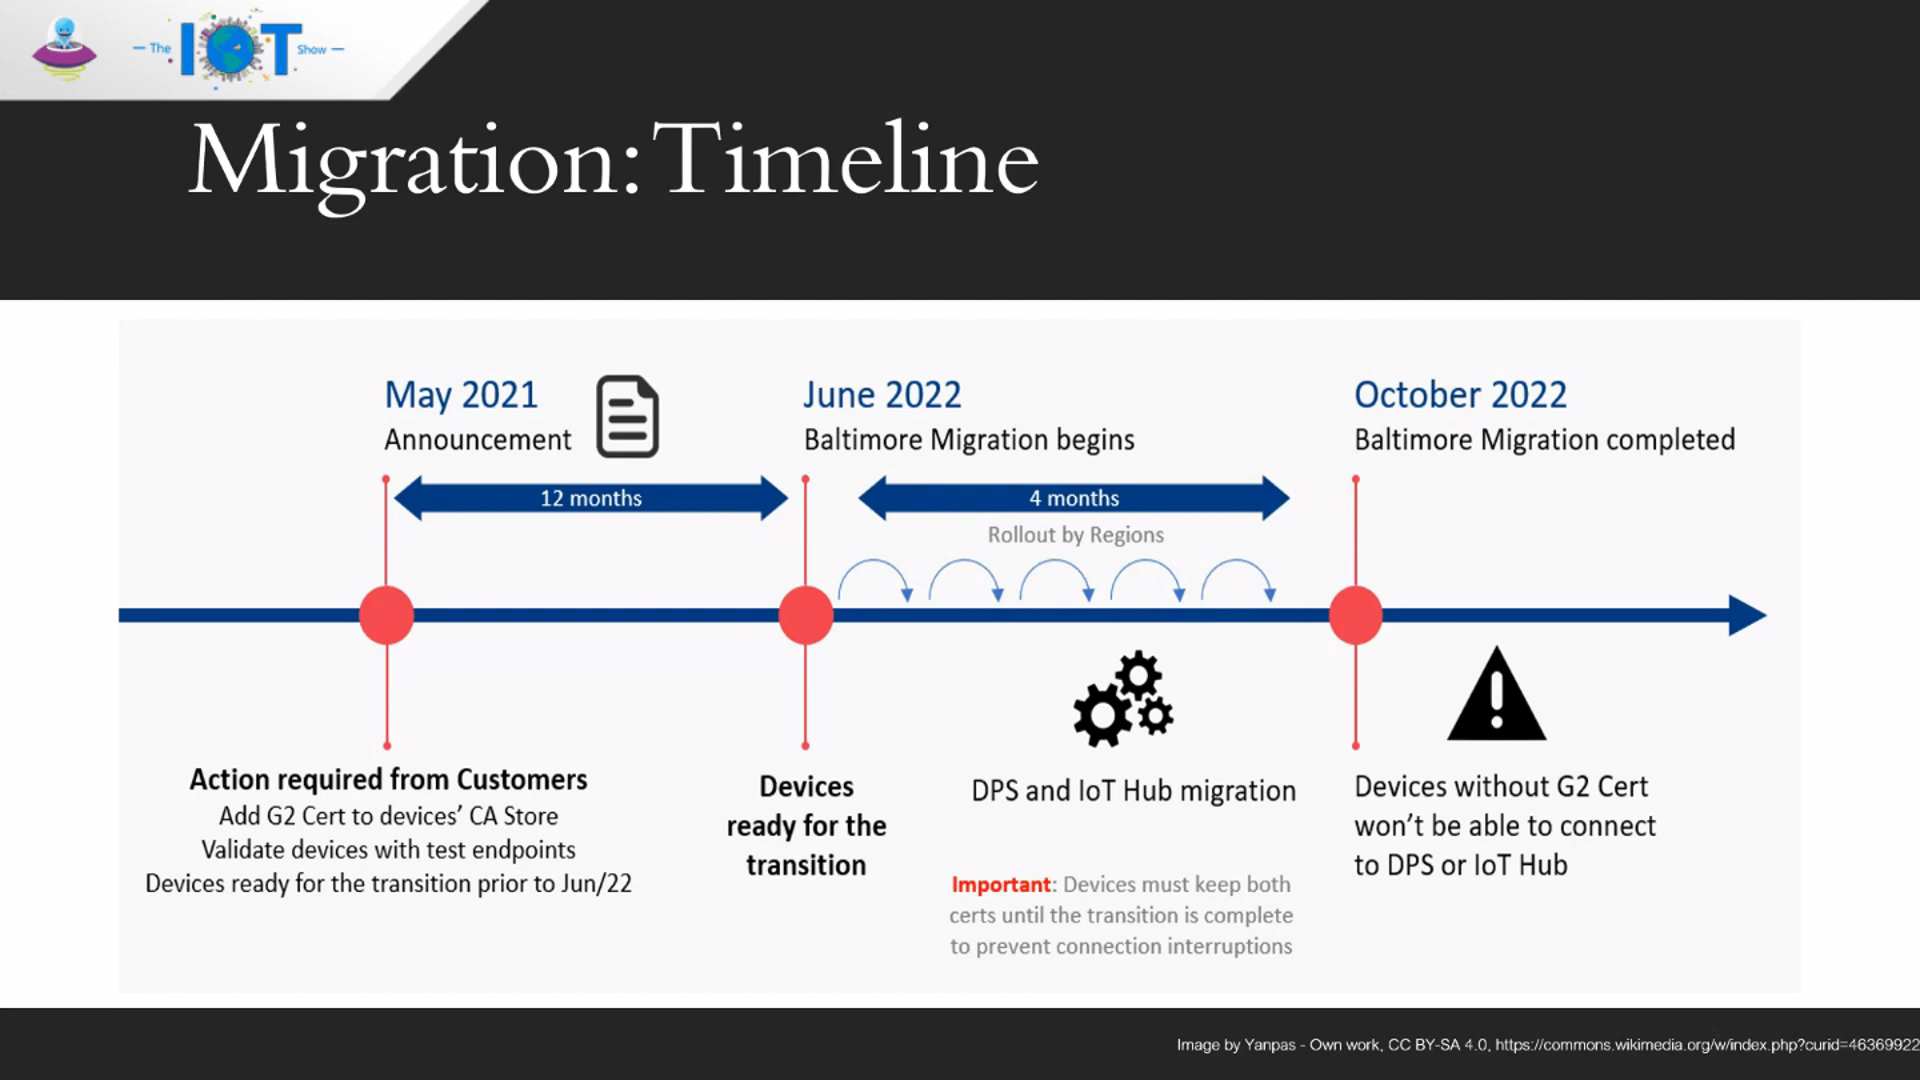 The IOT Show
Migration: Timeline
May 2021
Announcement
June 2022
Baltimore Migration begins
October 2022
Baltimore Migration completed
12 months
4 months
Rollout by Regions
Action required from Customers
Add G2 Cert to devices’ CA Store
Validate devices with test endpoints
Devices ready for the transition prior to Jun/22
Devices
ready for the
transition
DPS and IoT Hub migration
Important: Devices must keep both
certs until the transition is complete
to prevent connection interruptions
Devices without G2 Cert
won’t be able to connect
to DPS or IoT Hub
Image by Yanpas - Own work, CC BY-SA 4.0, https://commons.wikimedia.org/w/index.php?curid=46369922